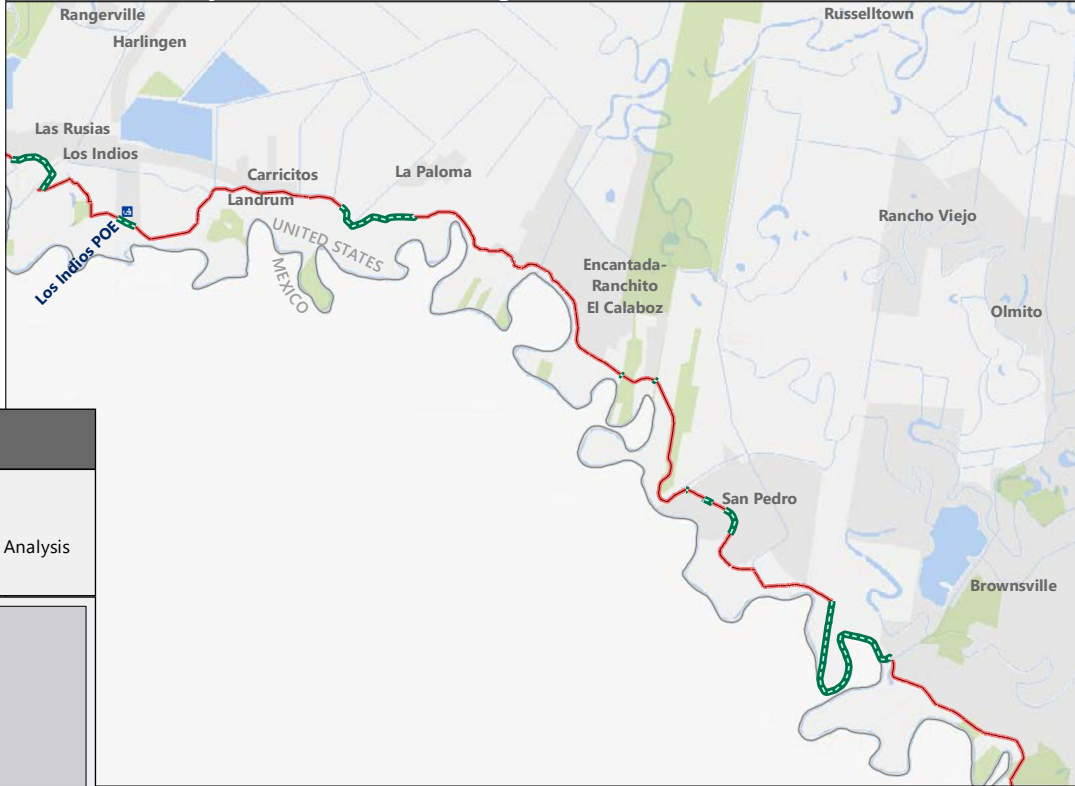 Rangerville
Russelltown
Harlingen
Las Rusias
Los Indios
Carricitos
La Paloma
Landrum
UNITED STATES
MEXICO
Los Indios POE
Rancho Viejo
Encantada-
Ranchito
El Calaboz
Olmito
San Pedro
Analysis
Brownsville